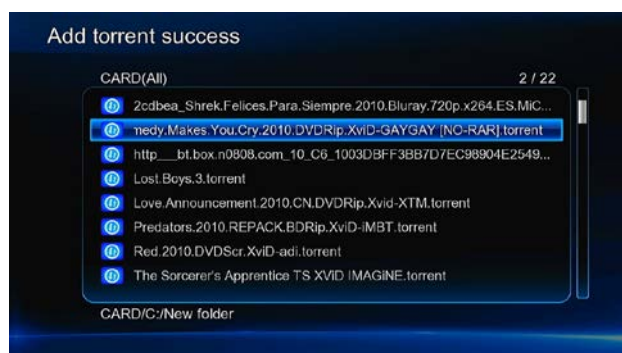 Add torrent success
CARD(All) 2 / 22
2cdbea_Shrek.Felices.Para.Siempre.2010.Bluray.720p.x264.ES.MiC...
medy.Makes.You.Cry.2010.DVDRip.XviD-GAYGAY [NO-RAR].torrent
http___bt.box.n0808.com_10_C6_1003DBFF3BB7D7EC98904E2549...
Lost.Boys.3.torrent
Love.Announcement.2010.CN.DVDRip.Xvid-XTM.torrent
Predators.2010.REPACK.BDRip.XviD-iMBT.torrent
Red.2010.DVDScr.XviD-adi.torrent
The Sorcerer's Apprentice TS XViD IMAGiNE.torrent
CARD/C:/New folder